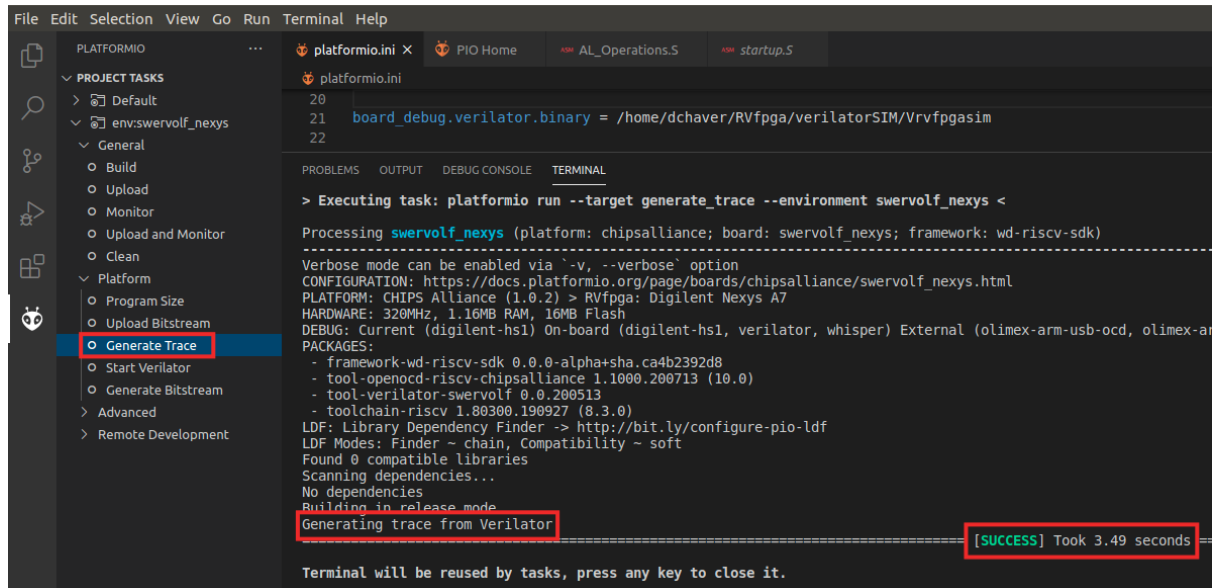 File Edit Selection View Go Run Terminal Help
PLATFORMIO ...
PROJECT TASKS
Default
env:swervolf_nexys
General
Build
Upload
Monitor
Upload and Monitor
Clean
Platform
Program Size
Upload Bitstream
Generate Trace
Start Verilator
Generate Bitstream
Advanced
Remote Development
platformio.ini × PIO Home ASM AL_Operations.S ASM startup.S
platformio.ini
20
21 board_debug.verilator.binary = /home/dchaver/RVfpga/verilatorSIM/Vrvfpgasim
22
PROBLEMS OUTPUT DEBUG CONSOLE TERMINAL
> Executing task: platformio run --target generate_trace --environment swervolf_nexys <
Processing swervolf_nexys (platform: chipsalliance; board: swervolf_nexys; framework: wd-riscv-sdk)
Verbose mode can be enabled via `-v, --verbose` option
CONFIGURATION: https://docs.platformio.org/page/boards/chipsalliance/swervolf_nexys.html
PLATFORM: CHIPS Alliance (1.0.2) > RVfpga: Digilent Nexys A7
HARDWARE: 320MHz, 1.16MB RAM, 16MB Flash
DEBUG: Current (digilent-hs1) On-board (digilent-hs1, verilator, whisper) External (olimex-arm-usb-ocd, olimex-ar
PACKAGES:
- framework-wd-riscv-sdk 0.0.0-alpha+sha.ca4b2392d8
- tool-openocd-riscv-chipsalliance 1.1000.200713 (10.0)
- tool-verilator-swervolf 0.0.200513
- toolchain-riscv 1.80300.190927 (8.3.0)
LDF: Library Dependency Finder -> http://bit.ly/configure-pio-ldf
LDF Modes: Finder ~ chain, Compatibility ~ soft
Found 0 compatible libraries
Scanning dependencies...
No dependencies
Building in release mode
Generating trace from Verilator
[SUCCESS] Took 3.49 seconds
Terminal will be reused by tasks, press any key to close it.